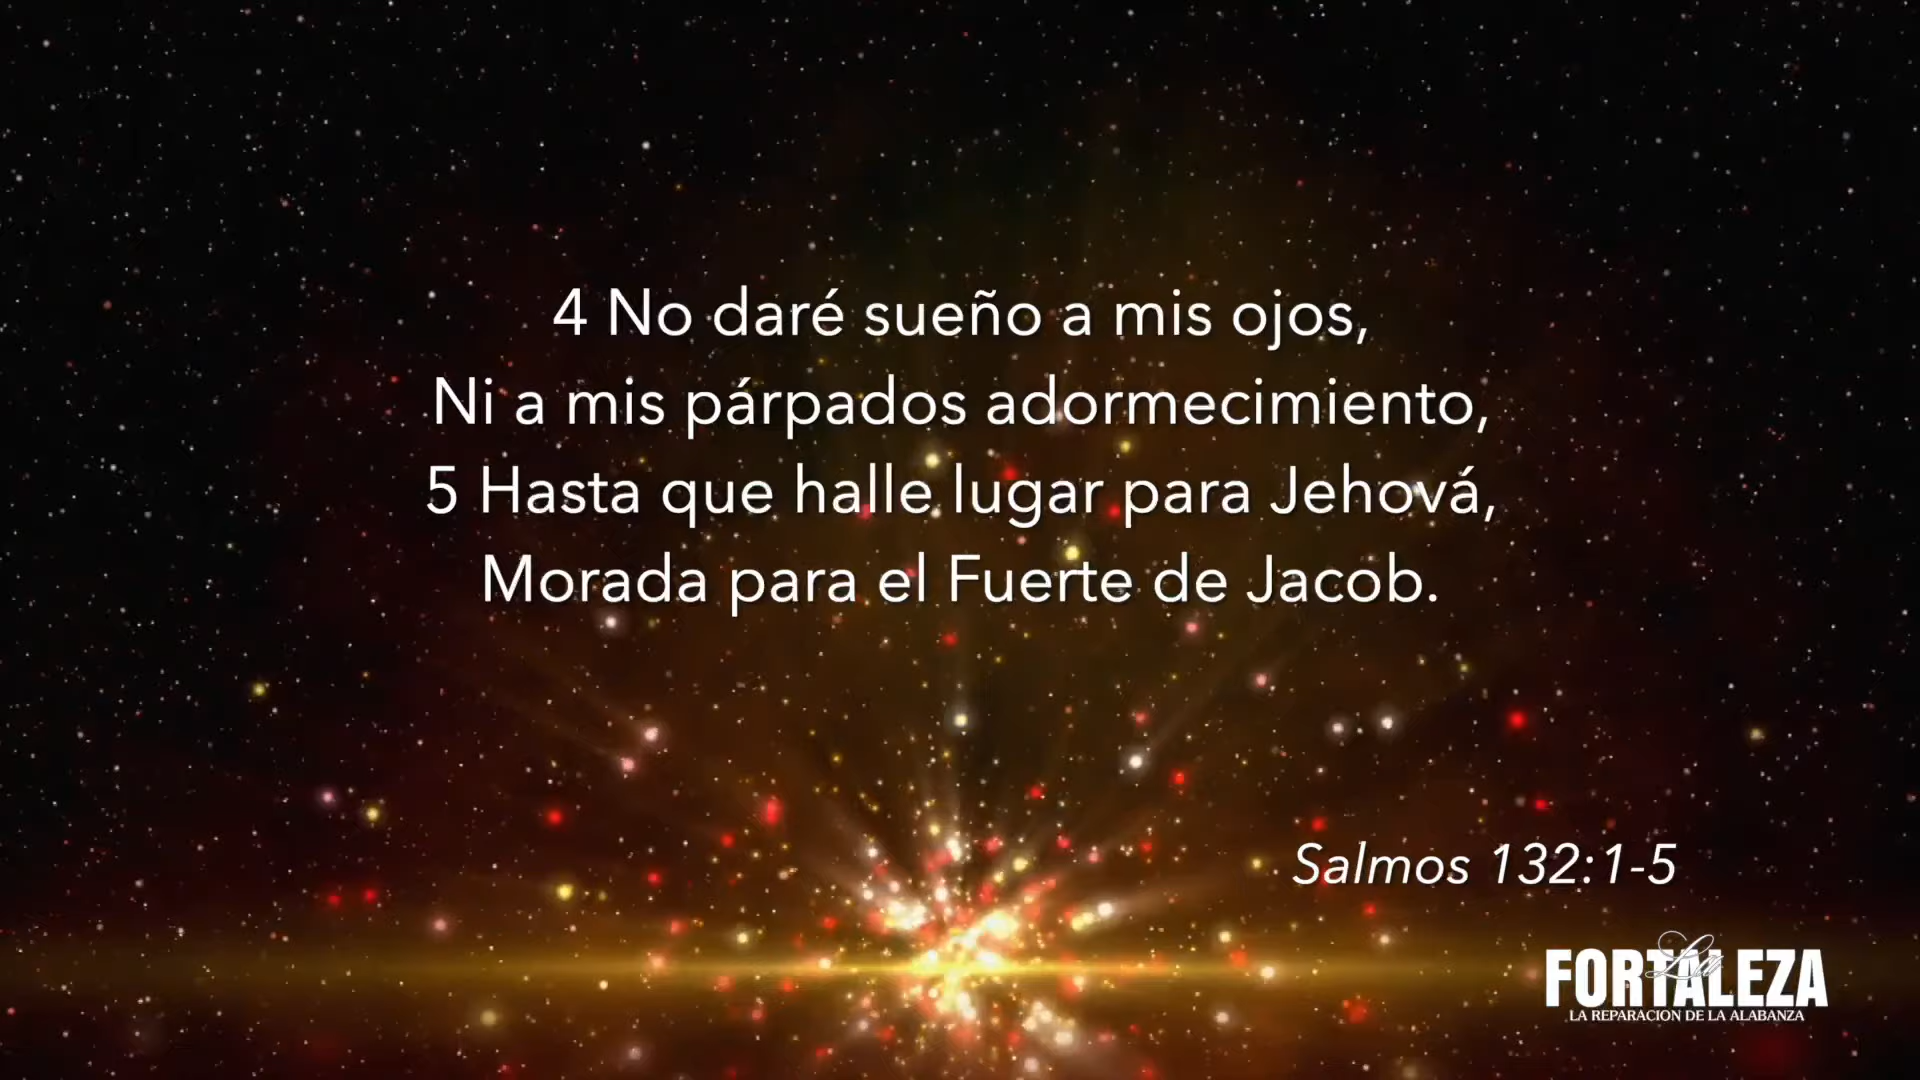 4 No daré sueño a mis ojos,
Ni a mis párpados adormecimiento,
5 Hasta que halle lugar para Jehová,
Morada para el Fuerte de Jacob.
Salmos 132:1-5
La
FORTALEZA
LA REPARACION DE LA ALABANZA